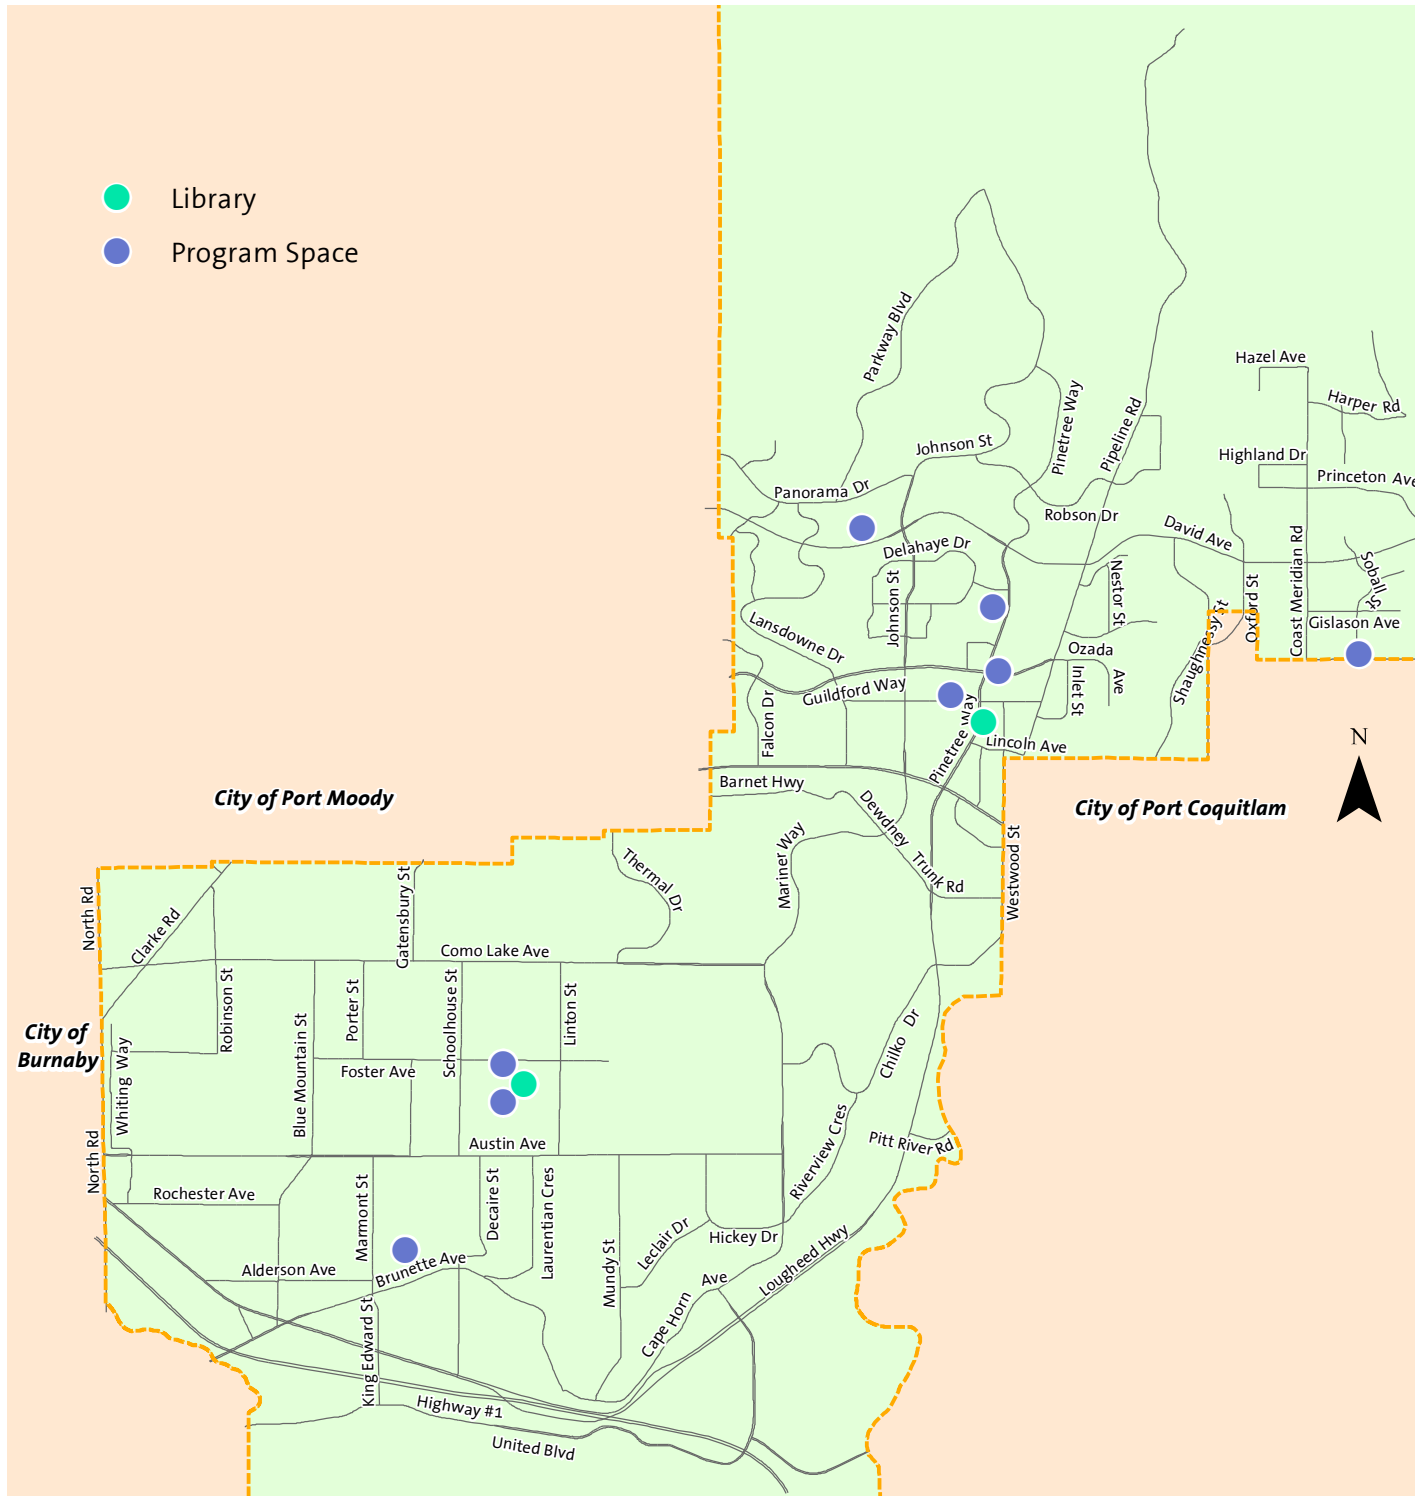 Library
Program Space
Parkway Blvd
Hazel Ave
Harper Rd
Johnson St
Pinetree Way
Pipeline Rd
Highland Dr
Princeton Ave
Panorama Dr
Robson Dr
David Ave
Delahaye Dr
Coast Meridian Rd
Soball St
Johnson St
Nestor St
Oxford St
Shaughnessy St
Gislason Ave
Lansdowne Dr
Ozada
Ave
Guildford Way
Inlet St
Falcon Dr
Pinetree Way
Lincoln Ave
N
Barnet Hwy
City of Port Moody
City of Port Coquitlam
Dewdney
Trunk Rd
Mariner Way
Westwood St
Thermal Dr
North Rd
Clarke Rd
Gatensbury St
Como Lake Ave
Robinson St
Porter St
Schoolhouse St
Linton St
City of
Burnaby
Whiting Way
Blue Mountain St
Foster Ave
Chilko Dr
Riverview Cres
Pitt River Rd
North Rd
Austin Ave
Rochester Ave
Marmont St
Decaire St
Laurentian Cres
Leclair Dr
Hickey Dr
Mundy St
Alderson Ave
Brunette Ave
Cape Horn
Ave
Lougheed Hwy
King Edward St
Highway #1
United Blvd